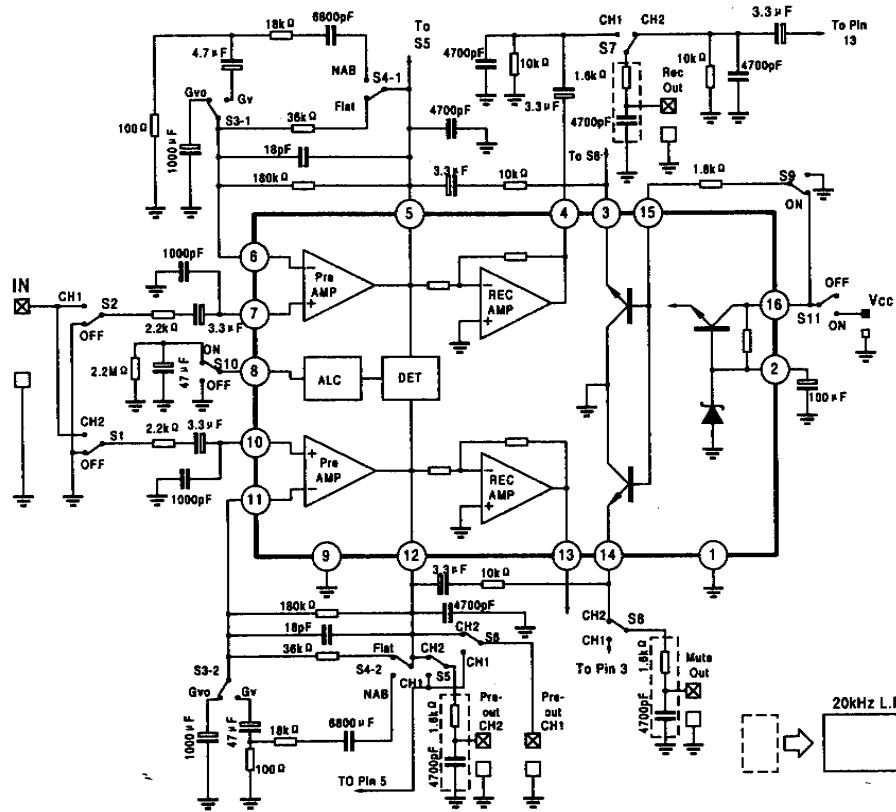 18kΩ
6800pF
To
S5
CH1
CH2
S7
3.3μF
To Pin
13
4.7μF
NAB
S4-1
4700pF
10kΩ
1.6kΩ
Rec
Out
10kΩ
4700pF
Gvo
Gv
Flat
S3-1
36kΩ
4700pF
3.3μF
4700pF
100Ω
1000μF
18pF
To S6
180kΩ
3.3μF
10kΩ
1.8kΩ
S9
ON
5
4
3
15
1000pF
6
Pre
AMP
REC
AMP
IN
CH1
S2
OFF
2.2kΩ
3.3μF
7
16
OFF
S11
ON
Vcc
ON
S10
2.2MΩ
47μF
OFF
8
ALC
DET
2
100μF
CH2
S1
OFF
2.2kΩ
3.3μF
10
1000pF
11
Pre
AMP
REC
AMP
9
12
13
14
1
3.3μF
10kΩ
180kΩ
4700pF
18pF
CH2
S6
CH1
CH2
S8
CH1
To Pin 3
36kΩ
Flat
S4-2
CH2
S5
CH1
NAB
S3-2
Gvo
Gv
1000μF
47μF
18kΩ
6800μF
100Ω
1.6kΩ
4700pF
Pre-
out
CH2
Pre-
out
CH1
1.6kΩ
4700pF
Mute
Out
TO Pin 5
20kHz L.P